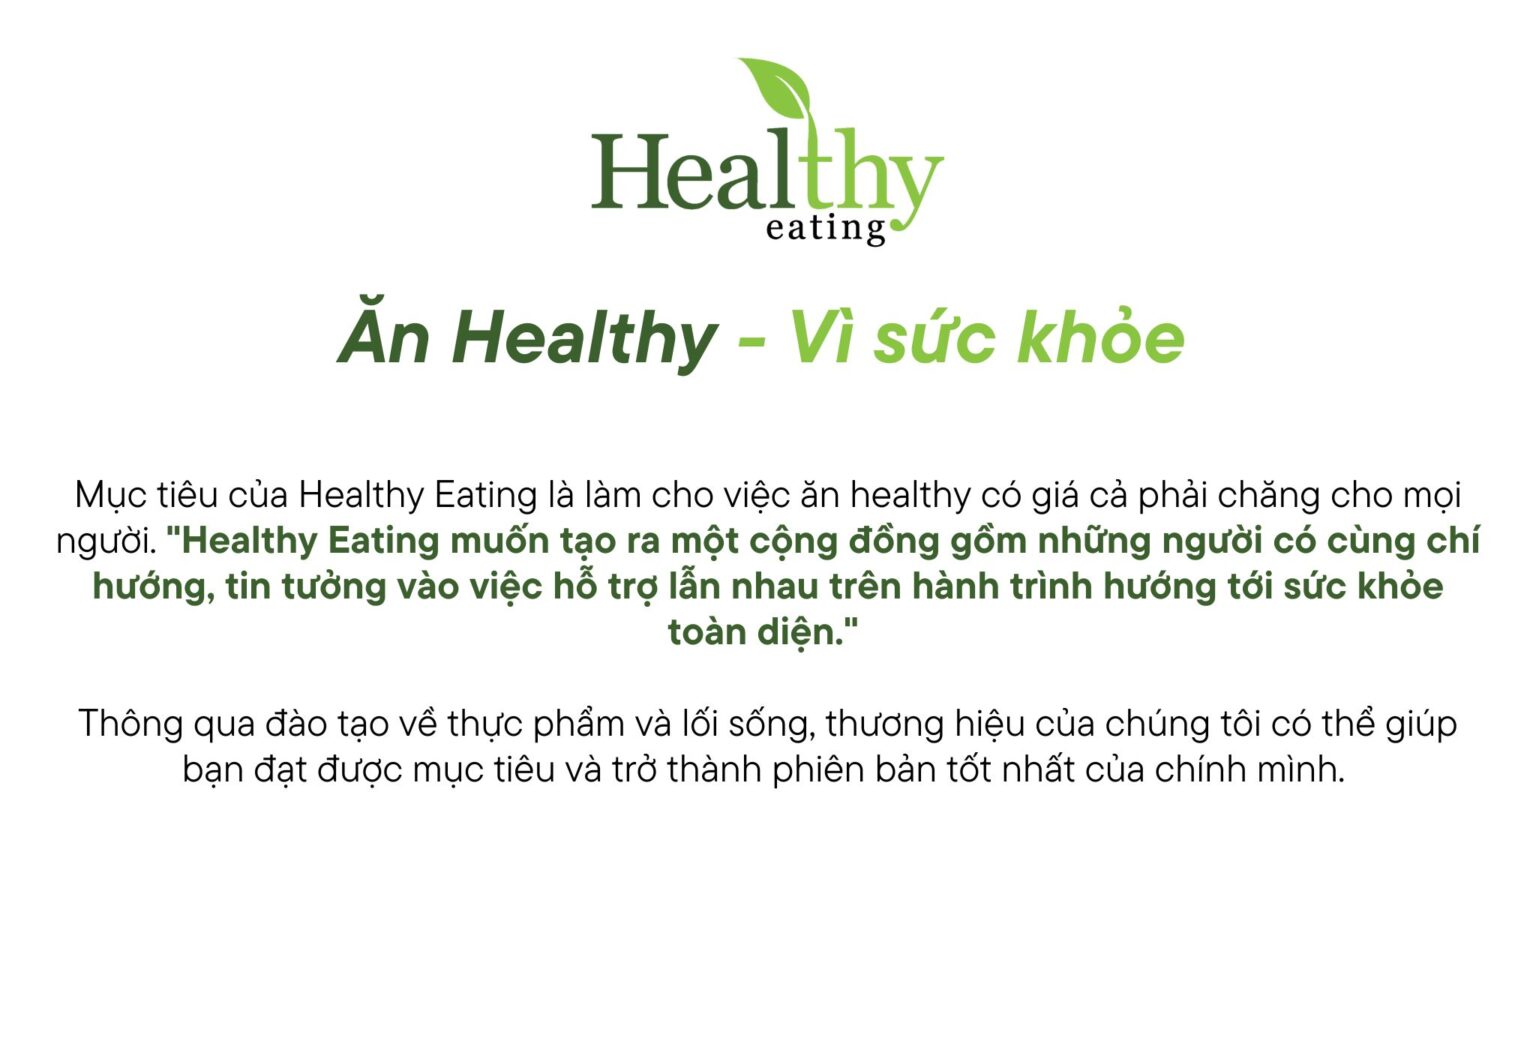 Healthy
eating
Ăn Healthy - Vì sức khỏe
Mục tiêu của Healthy Eating là làm cho việc ăn healthy có giá cả phải chăng cho mọi
người. "Healthy Eating muốn tạo ra một cộng đồng gồm những người có cùng chí
hướng, tin tưởng vào việc hỗ trợ lẫn nhau trên hành trình hướng tới sức khỏe
toàn diện."
Thông qua đào tạo về thực phẩm và lối sống, thương hiệu của chúng tôi có thể giúp
bạn đạt được mục tiêu và trở thành phiên bản tốt nhất của chính mình.